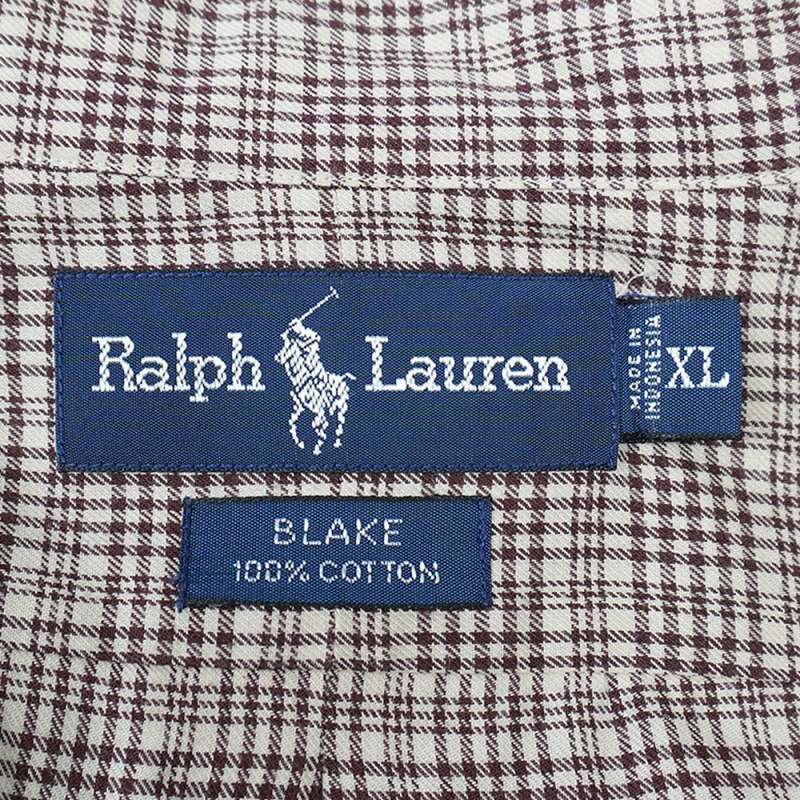 Ralph Lauren
MADE IN
INDONESIA
XL
BLAKE
100% COTTON